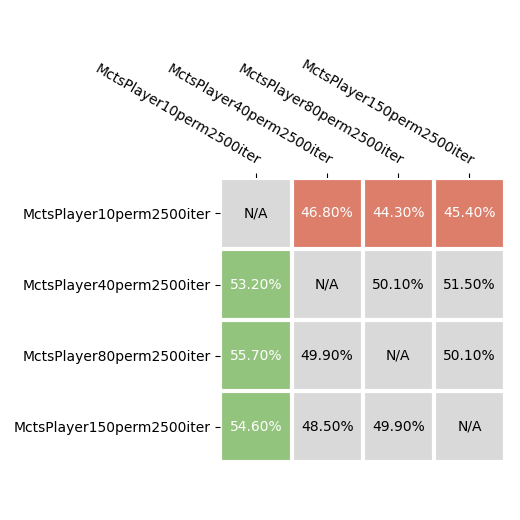 MctsPlayer10perm2500iter
MctsPlayer40perm2500iter
MctsPlayer80perm2500iter
MctsPlayer150perm2500iter
MctsPlayer10perm2500iter N/A 46.80% 44.30% 45.40%
MctsPlayer40perm2500iter 53.20% N/A 50.10% 51.50%
MctsPlayer80perm2500iter 55.70% 49.90% N/A 50.10%
MctsPlayer150perm2500iter 54.60% 48.50% 49.90% N/A